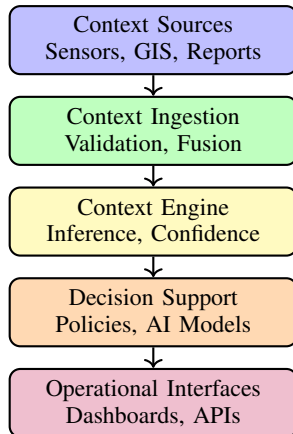 Context Sources
Sensors, GIS, Reports
Context Ingestion
Validation, Fusion
Context Engine
Inference, Confidence
Decision Support
Policies, AI Models
Operational Interfaces
Dashboards, APIs